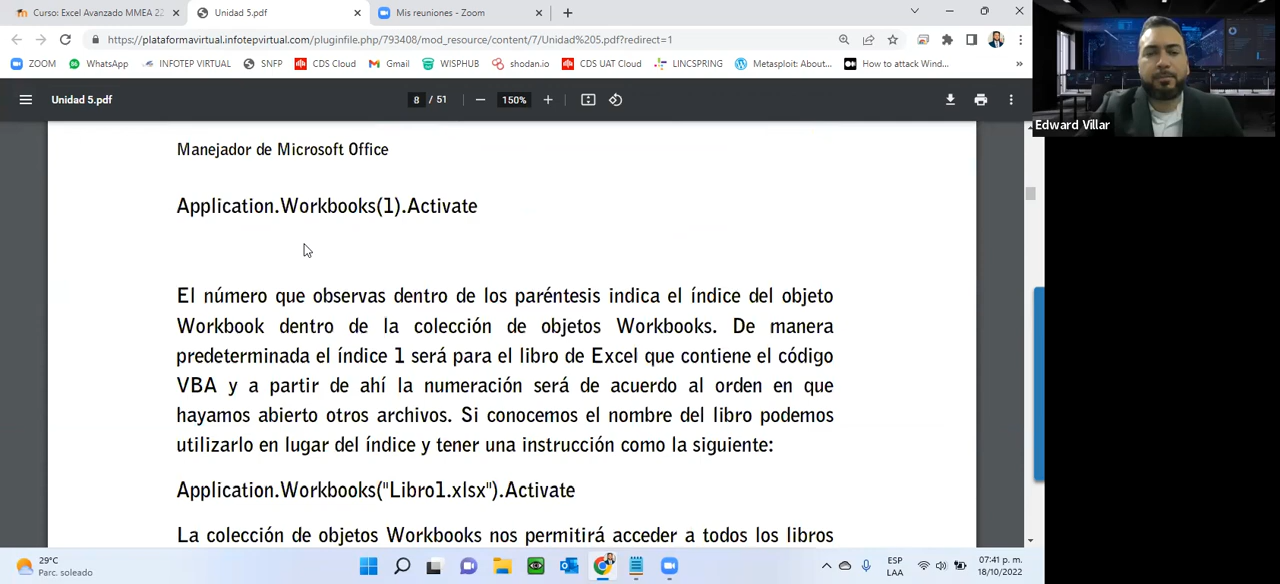 Curso: Excel Avanzado MMEA 22
Unidad 5.pdf
Mis reuniones - Zoom
https://plataformavirtual.infotepvirtual.com/pluginfile.php/793408/mod_resource/content/7/Unidad%205.pdf?redirect=1
ZOOM
WhatsApp
INFOTEP VIRTUAL
SNFP
CDS Cloud
Gmail
WISPHUB
shodan.io
CDS UAT Cloud
LINCSPRING
Metasploit: About...
How to attack Wind...
»
Unidad 5.pdf
8 / 51
150%
Edward Villar
Manejador de Microsoft Office
Application.Workbooks(1).Activate
El número que observas dentro de los paréntesis indica el índice del objeto
Workbook dentro de la colección de objetos Workbooks. De manera
predeterminada el índice 1 será para el libro de Excel que contiene el código
VBA y a partir de ahí la numeración será de acuerdo al orden en que
hayamos abierto otros archivos. Si conocemos el nombre del libro podemos
utilizarlo en lugar del índice y tener una instrucción como la siguiente:
Application.Workbooks("Libro1.xlsx").Activate
La colección de objetos Workbooks nos permitirá acceder a todos los libros
29°C
Parc. soleado
ESP
LAA
07:41 p. m.
18/10/2022